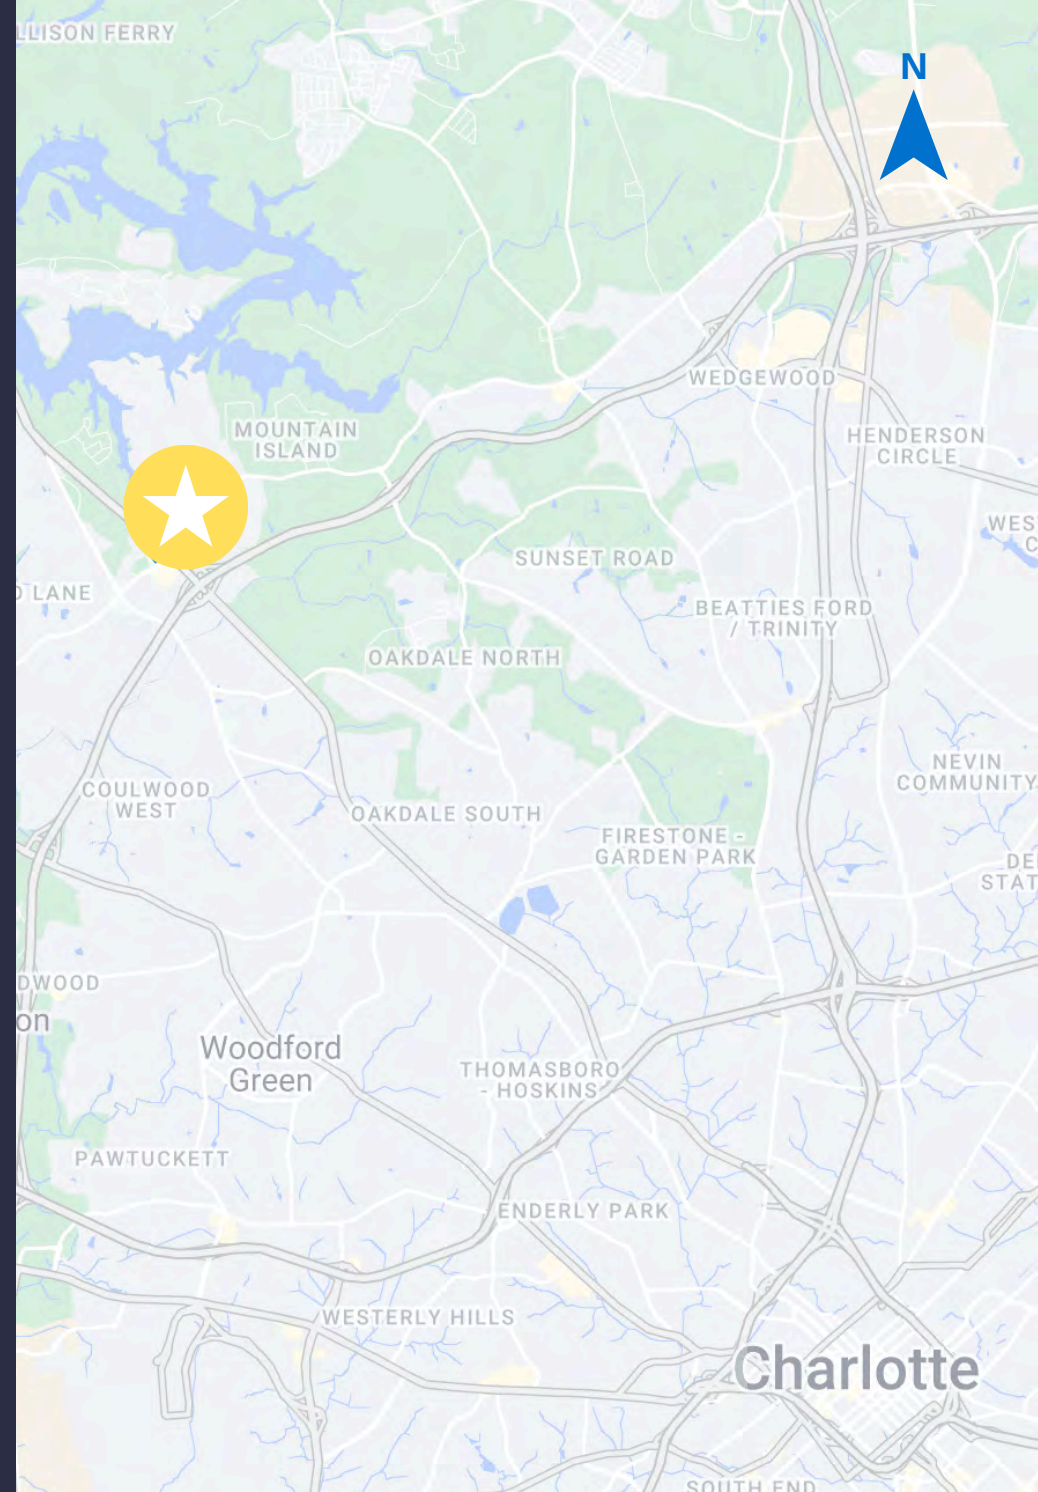 LLISON FERRY
N
WEDGEWOOD
MOUNTAIN
ISLAND
HENDERSON
CIRCLE
WES
C
SUNSET ROAD
D LANE
BEATTIES FORD
/ TRINITY
OAKDALE NORTH
NEVIN
COMMUNITY
COULWOOD
WEST
OAKDALE SOUTH
FIRESTONE -
GARDEN PARK
DE
STAT
DWOOD
on
Woodford
Green
THOMASBORO
- HOSKINS
PAWTUCKETT
ENDERLY PARK
WESTERLY HILLS
Charlotte
SOUTH END